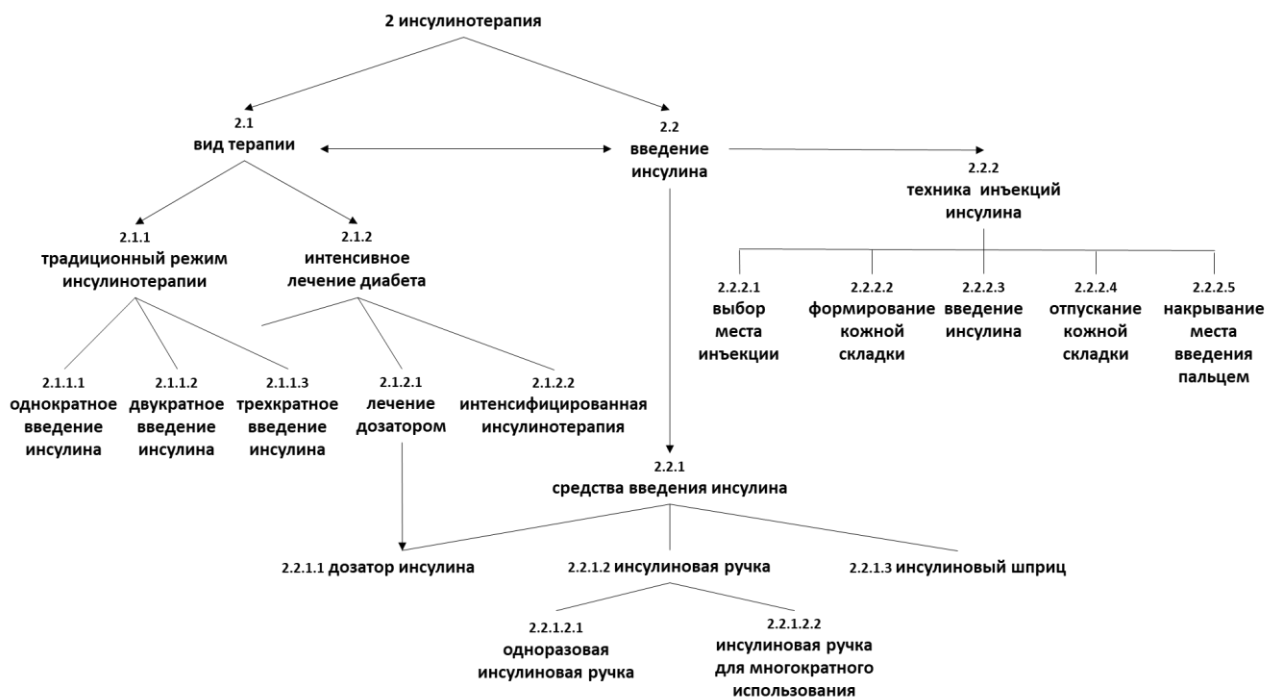 2 инсулинотерапия
2.1
вид терапии
2.2
введение
инсулина
2.2.2
техника инъекций
инсулина
2.1.1
традиционный режим
инсулинотерапии
2.1.2
интенсивное
лечение диабета
2.2.2.1
выбор
места
инъекции
2.2.2.2
формирование
кожной
складки
2.2.2.3
введение
инсулина
2.2.2.4
отпускание
кожной
складки
2.2.2.5
накрывание
места
введения
пальцем
2.1.1.1
однократное
введение
инсулина
2.1.1.2
двукратное
введение
инсулина
2.1.1.3
трехкратное
введение
инсулина
2.1.2.1
лечение
дозатором
2.1.2.2
интенсифицированная
инсулинотерапия
2.2.1
средства введения инсулина
2.2.1.1 дозатор инсулина
2.2.1.2 инсулиновая ручка
2.2.1.3 инсулиновый шприц
2.2.1.2.1
одноразовая
инсулиновая ручка
2.2.1.2.2
инсулиновая ручка
для многократного
использования